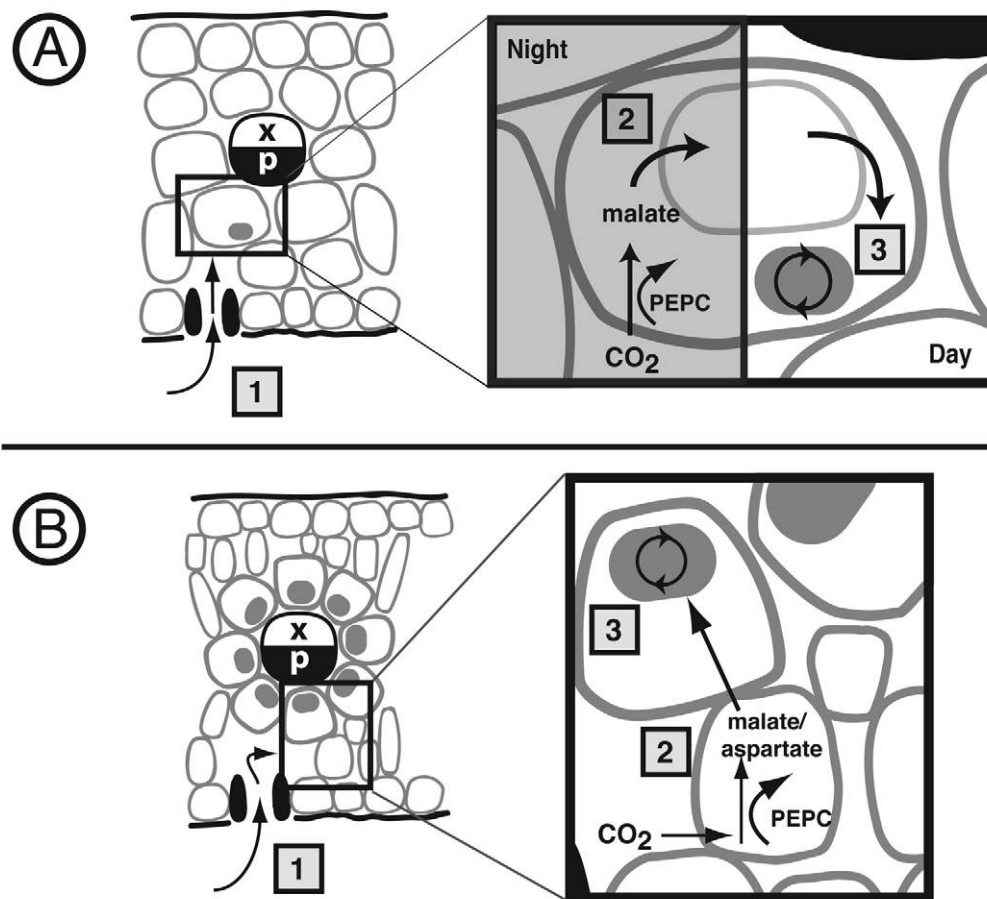 A
x
p
1
Night
2
malate
PEPC
CO2
3
Day
B
x
p
1
3
malate/
aspartate
2
PEPC
CO2